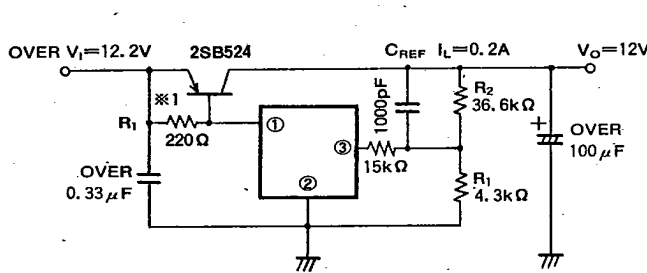 OVER V_I=12.2V
2SB524
C_REF
I_L=0.2A
V_O=12V
※1
R_1
220Ω
①
②
③
1000pF
15kΩ
R_2
36.6kΩ
R_1
4.3kΩ
OVER
0.33μF
+
OVER
100μF